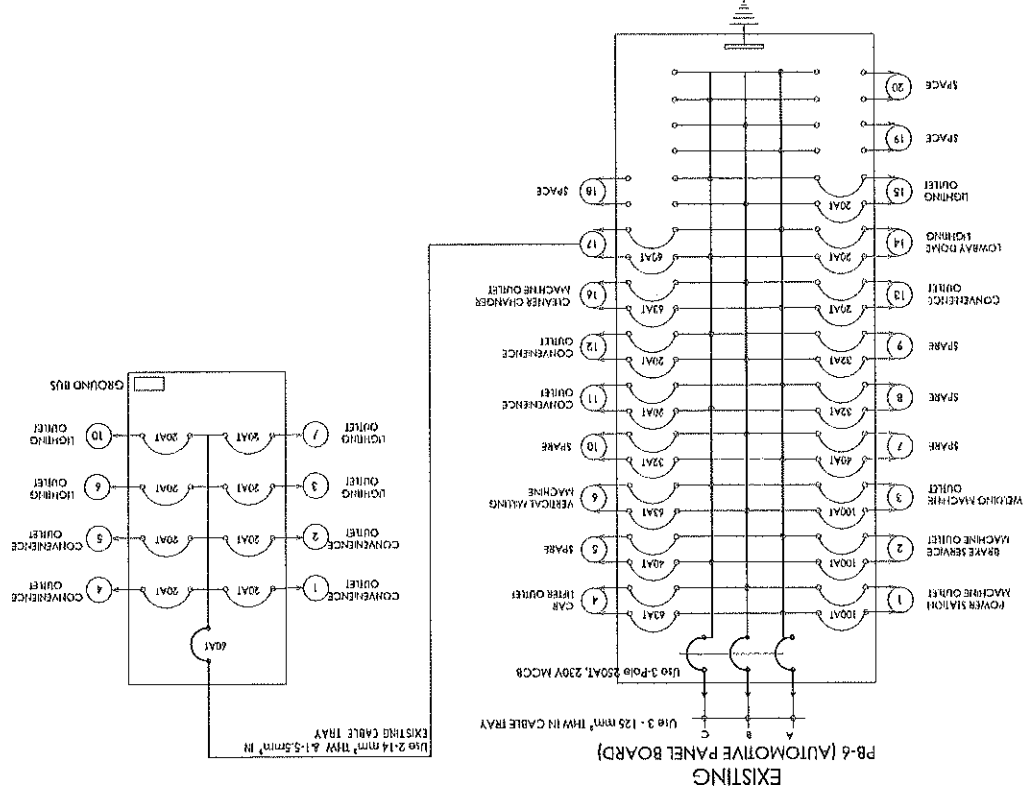 EXISTING
PB-6 (AUTOMOTIVE PANEL BOARD)
Use 3 - 125 mm² THW IN CABLE TRAY
A
B
C
Use 3-Pole 250AT, 230V MCCB
POWER STATION
MACHINE OUTLET
1
100AT
63AT
4
CAR
LIFTER OUTLET
BRAKE SERVICE
MACHINE OUTLET
2
100AT
40AT
5
SPARE
WELDING MACHINE
OUTLET
3
100AT
63AT
6
VERTICAL MILLING
MACHINE
SPARE
7
40AT
32AT
10
SPARE
SPARE
8
32AT
20AT
11
CONVENIENCE
OUTLET
SPARE
9
32AT
20AT
12
CONVENIENCE
OUTLET
CONVENIENCE
OUTLET
13
20AT
63AT
16
CLEANER CHANGER
MACHINE OUTLET
LOWBAY DOME
LIGHTING
14
20AT
60AT
17
LIGHTING
OUTLET
15
20AT
18
SPACE
SPACE
19
SPACE
20
Use 2-14 mm² THW & 1-5.5mm² IN
EXISTING CABLE TRAY
60AT
CONVENIENCE
OUTLET
1
20AT
20AT
4
CONVENIENCE
OUTLET
CONVENIENCE
OUTLET
2
20AT
20AT
5
CONVENIENCE
OUTLET
LIGHTING
OUTLET
3
20AT
20AT
6
LIGHTING
OUTLET
LIGHTING
OUTLET
7
20AT
20AT
10
LIGHTING
OUTLET
GROUND BUS